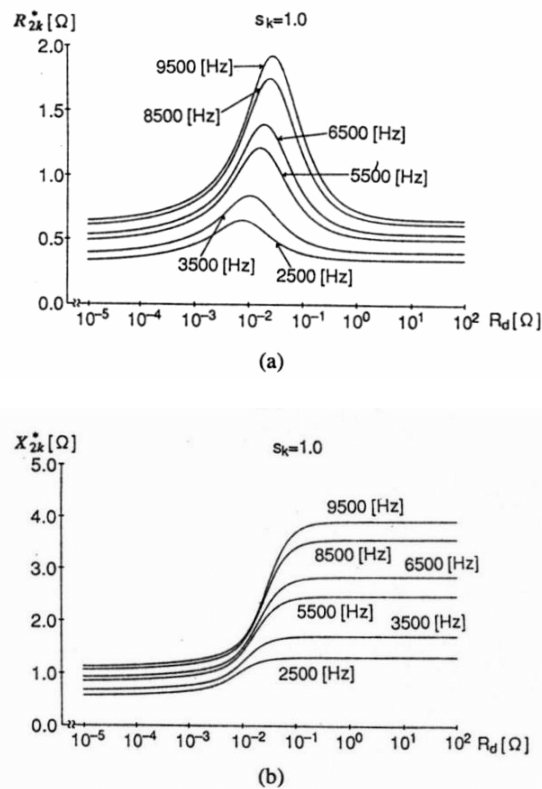 R*2k[Ω] sk=1.0
2.0
9500 [Hz]
8500 [Hz]
1.5
6500 [Hz]
1.0
5500 [Hz]
0.5
3500 [Hz] 2500 [Hz]
0.0
10⁻⁵ 10⁻⁴ 10⁻³ 10⁻² 10⁻¹ 10⁰ 10¹ 10² Rd[Ω]
(a)
X*2k[Ω] sk=1.0
5.0
9500 [Hz]
4.0
8500 [Hz] 6500 [Hz]
3.0
5500 [Hz] 3500 [Hz]
2.0
1.0 2500 [Hz]
0.0
10⁻⁵ 10⁻⁴ 10⁻³ 10⁻² 10⁻¹ 10⁰ 10¹ 10² Rd[Ω]
(b)